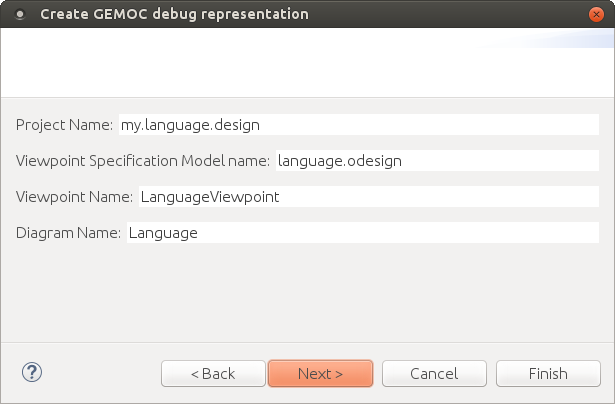 Create GEMOC debug representation
Project Name: my.language.design
Viewpoint Specification Model name: language.odesign
Viewpoint Name: LanguageViewpoint
Diagram Name: Language
? < Back Next > Cancel Finish